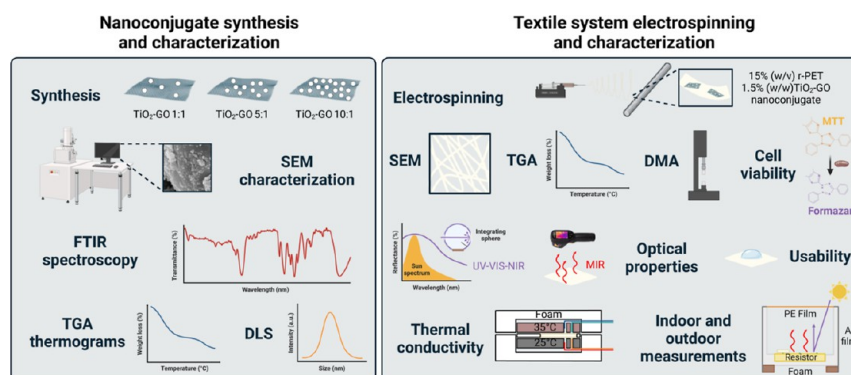 Nanoconjugate synthesis
and characterization
Synthesis
TiO2-GO 1:1
TiO2-GO 5:1
TiO2-GO 10:1
SEM
characterization
FTIR
spectroscopy
Transmittance (%)
Wavelength (nm)
TGA
thermograms
Weight loss (%)
Temperature (°C)
DLS
Intensity (a.u.)
Size (nm)
Textile system electrospinning
and characterization
Electrospinning
15% (w/v) r-PET
1.5% (w/w)TiO2-GO
nanoconjugate
SEM
TGA
Weight loss (%)
Temperature (°C)
DMA
Cell
viability
MTT
Formazan
Reflectance (%)
Sun
spectrum
Wavelength (nm)
Integrating
sphere
UV-VIS-NIR
MIR
Optical
properties
Usability
Thermal
conductivity
Foam
35°C
25°C
Indoor and
outdoor
measurements
PE Film
Resistor
Foam